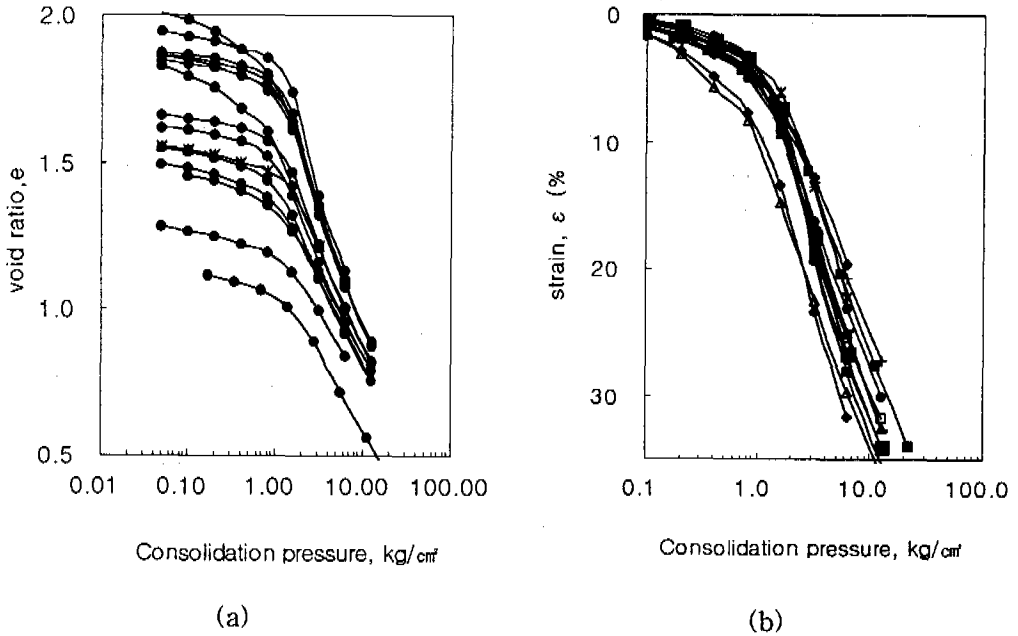 2.0
1.5
1.0
0.5
void ratio,e
0.01 0.10 1.00 10.00 100.00
Consolidation pressure, kg/㎠
(a)
0
10
20
30
strain, ε (%
0.1 1.0 10.0 100.0
Consolidation pressure, kg/㎠
(b)